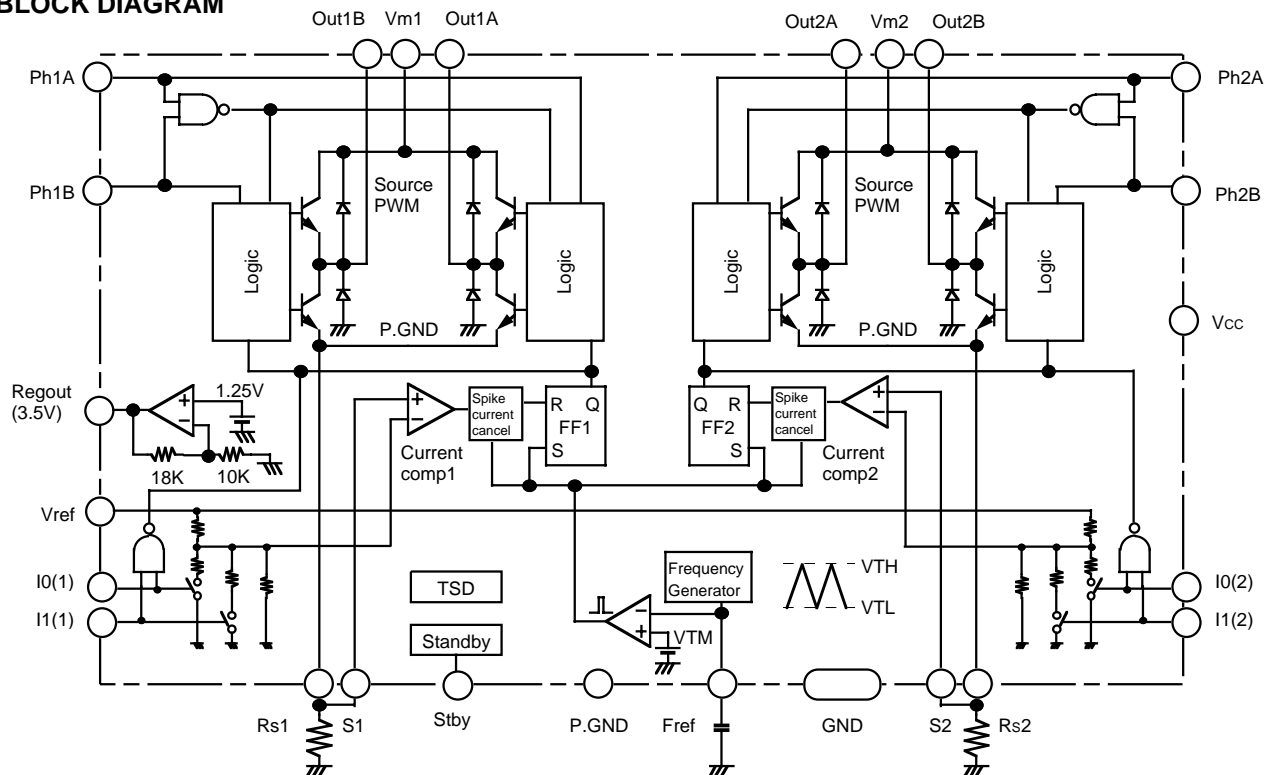 BLOCK DIAGRAM
Out1B Vm1 Out1A
Out2A Vm2 Out2B
Ph1A
Ph2A
Ph1B
Ph2B
Source
PWM
Source
PWM
Logic
Logic
Logic
Logic
P.GND
P.GND
Vcc
Regout
(3.5V)
1.25V
+
−
18K
10K
+
−
Current
comp1
Spike
current
cancel
R Q
FF1
S
Q R
FF2
S
Spike
current
cancel
+
−
Current
comp2
Vref
I0(1)
I1(1)
TSD
Standby
Frequency
Generator
−
+
VTM
VTH
VTL
I0(2)
I1(2)
Rs1
S1
Stby
P.GND
Fref
GND
S2
Rs2